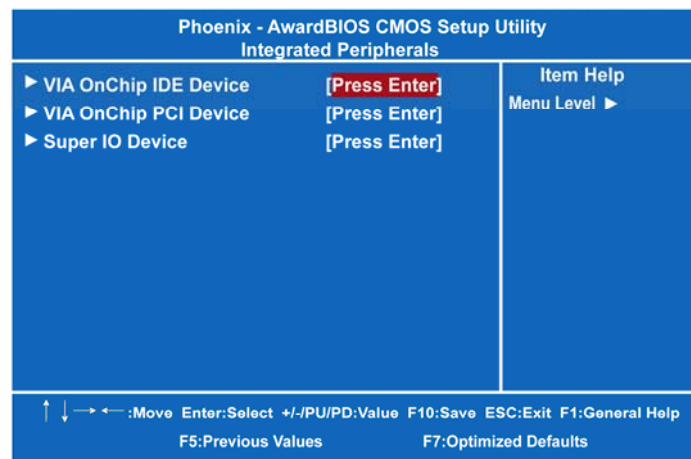 Phoenix - AwardBIOS CMOS Setup Utility
Integrated Peripherals
► VIA OnChip IDE Device [Press Enter]
► VIA OnChip PCI Device [Press Enter]
► Super IO Device [Press Enter]
Item Help
Menu Level ►
↑ ↓ → ← :Move Enter:Select +/-/PU/PD:Value F10:Save ESC:Exit F1:General Help
F5:Previous Values F7:Optimized Defaults